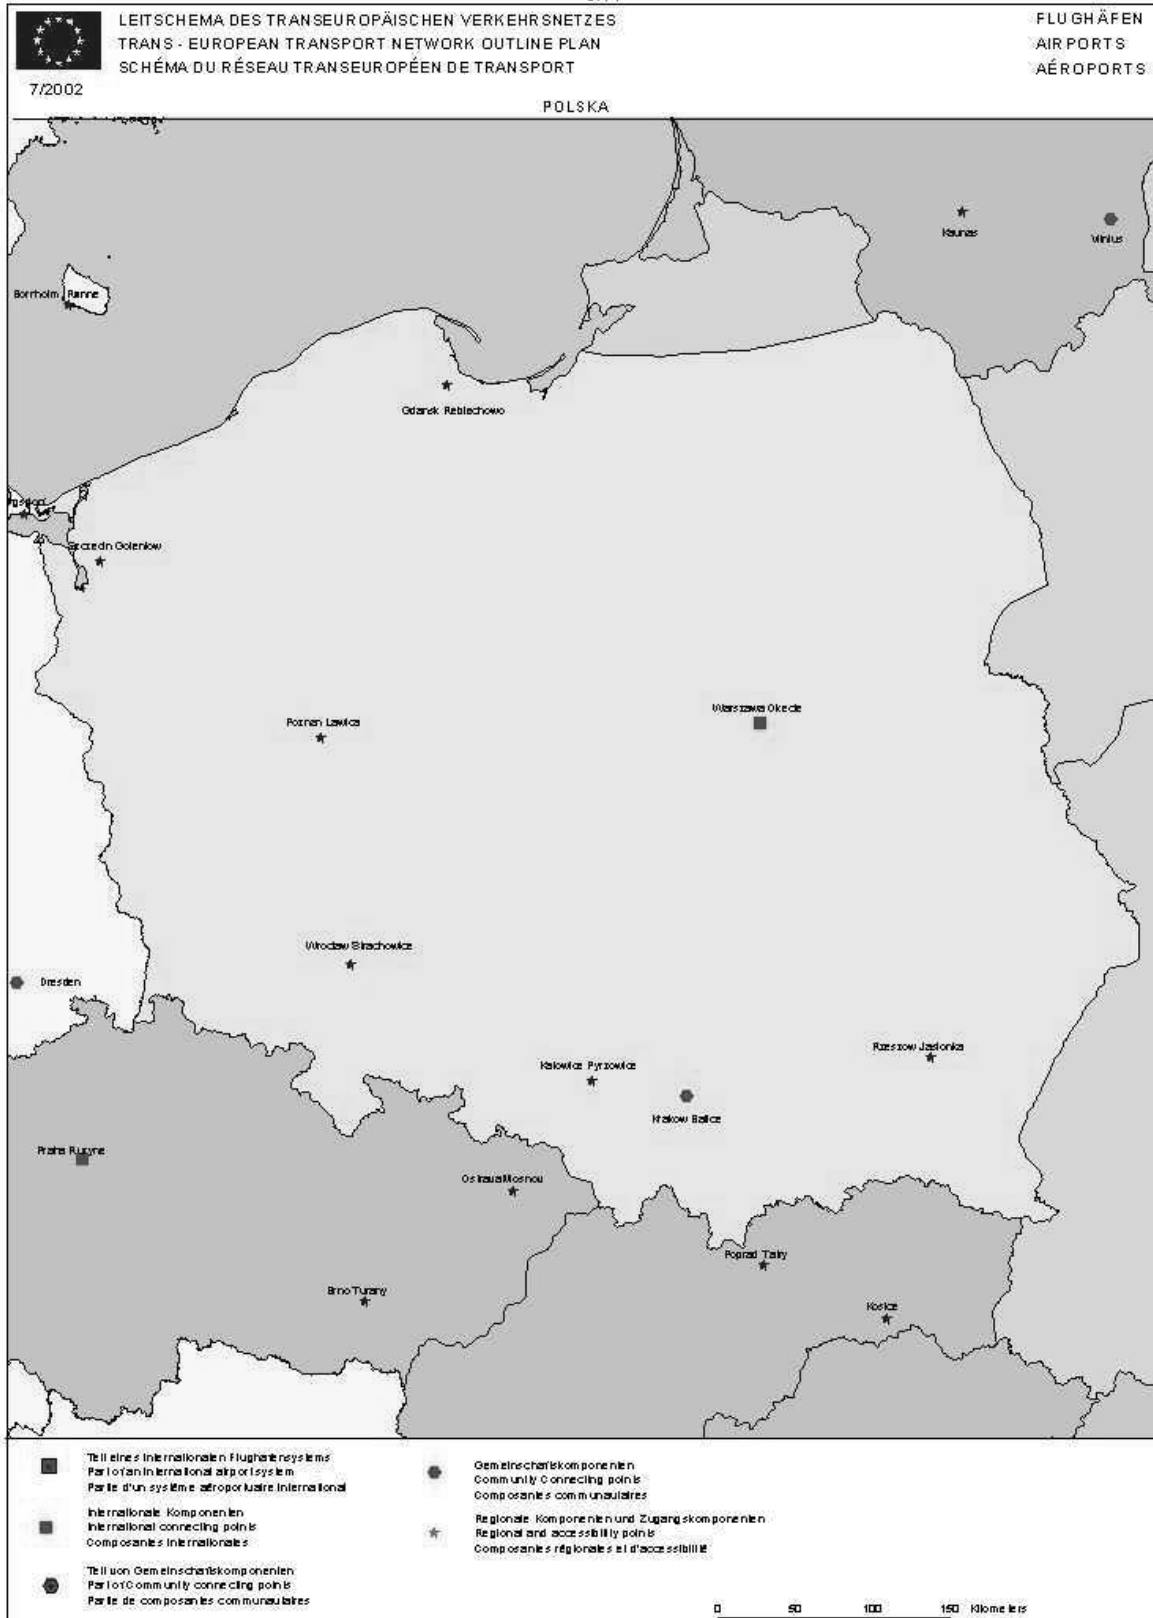 LEITSCHEMA DES TRANSEUROPÄISCHEN VERKEHRSNETZES
TRANS - EUROPEAN TRANSPORT NETWORK OUTLINE PLAN
SCHÉMA DU RÉSEAU TRANSEUROPÉEN DE TRANSPORT
FLUGHÄFEN
AIRPORTS
AÉROPORTS
7/2002
POLSKA
Kaunas
Vilnius
Bornholm Rønne
Gdansk Rebiechowo
Szczecin Goleniow
Poznan Lawica
Warszawa Okecie
Wroclaw Strachowice
Dresden
Rzeszow Jasionka
Katowice Pyrzowice
Krakow Balice
Praha Ruzyne
Ostrava Mosnov
Poprad Tatry
Brno Turany
Kosice
Teil eines internationalen Flughafensystems
Part of an international airport system
Partie d'un système aéroportuaire international
Internationale Komponenten
International connecting points
Composantes internationales
Teil von Gemeinschaftskomponenten
Part of Community connecting points
Partie de composantes communautaires
Gemeinschaftskomponenten
Community Connecting points
Composantes communautaires
Regionale Komponenten und Zugangskomponenten
Regional and accessibility points
Composantes régionales et d'accessibilité
0 50 100 150 Kilometers